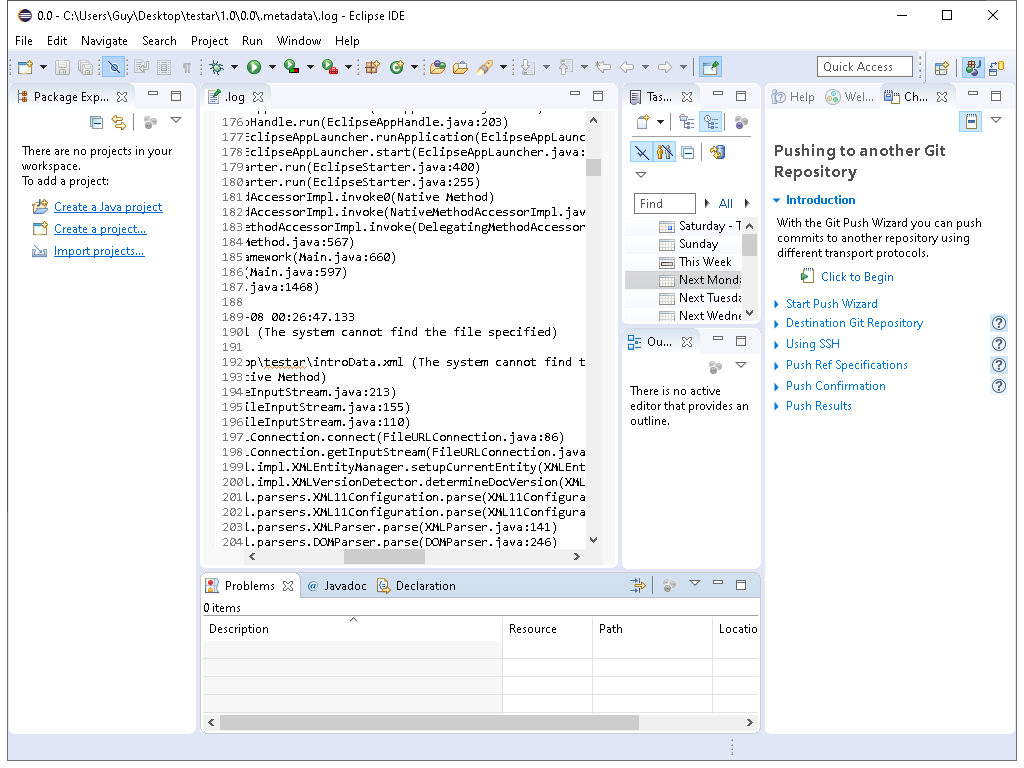 0.0 - C:\Users\Guy\Desktop\testar\1.0\0.0\.metadata\.log - Eclipse IDE
File Edit Navigate Search Project Run Window Help
Quick Access
Package Exp...
There are no projects in your
workspace.
To add a project:
Create a Java project
Create a project...
Import projects...
.log
176 pHandle.run(EclipseAppHandle.java:203)
177 EclipseAppLauncher.runApplication(EclipseAppLaunc
178 EclipseAppLauncher.start(EclipseAppLauncher.java:
179 arter.run(EclipseStarter.java:400)
180 arter.run(EclipseStarter.java:255)
181 dAccessorImpl.invoke0(Native Method)
182 dAccessorImpl.invoke(NativeMethodAccessorImpl.jav
183 ethodAccessorImpl.invoke(DelegatingMethodAccessor
184 Method.java:567)
185 amework(Main.java:660)
186 (Main.java:597)
187 .java:1468)
188
189 -08 00:26:47.133
190 l (The system cannot find the file specified)
191
192 op\testar\introData.xml (The system cannot find t
193 tive Method)
194 eInputStream.java:213)
195 ileInputStream.java:155)
196 ileInputStream.java:110)
197 .Connection.connect(FileURLConnection.java:86)
198 .Connection.getInputStream(FileURLConnection.java
199 l.impl.XMLEntityManager.setupCurrentEntity(XMLEnt
200 l.impl.XMLVersionDetector.determineDocVersion(XML
201 l.parsers.XML11Configuration.parse(XML11Configura
202 l.parsers.XML11Configuration.parse(XML11Configura
203 l.parsers.XMLParser.parse(XMLParser.java:141)
204 l.parsers.DOMParser.parse(DOMParser.java:246)
Tas...
Find
All
Saturday - T
Sunday
This Week
Next Monda
Next Tuesda
Next Wedne
Ou...
There is no active
editor that provides an
outline.
Help Wel... Ch...
Pushing to another Git
Repository
Introduction
With the Git Push Wizard you can push
commits to another repository using
different transport protocols.
Click to Begin
Start Push Wizard
Destination Git Repository
Using SSH
Push Ref Specifications
Push Confirmation
Push Results
Problems @ Javadoc Declaration
0 items
Description Resource Path Locatio